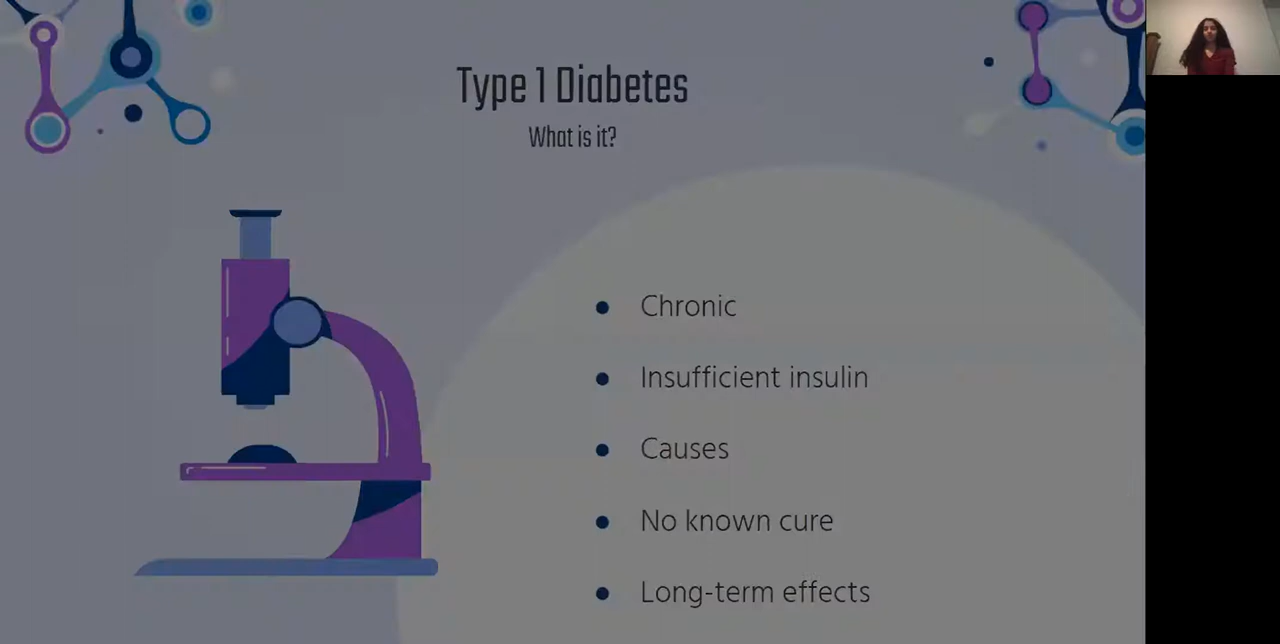 Type 1 Diabetes
What is it?
Chronic
Insufficient insulin
Causes
No known cure
Long-term effects